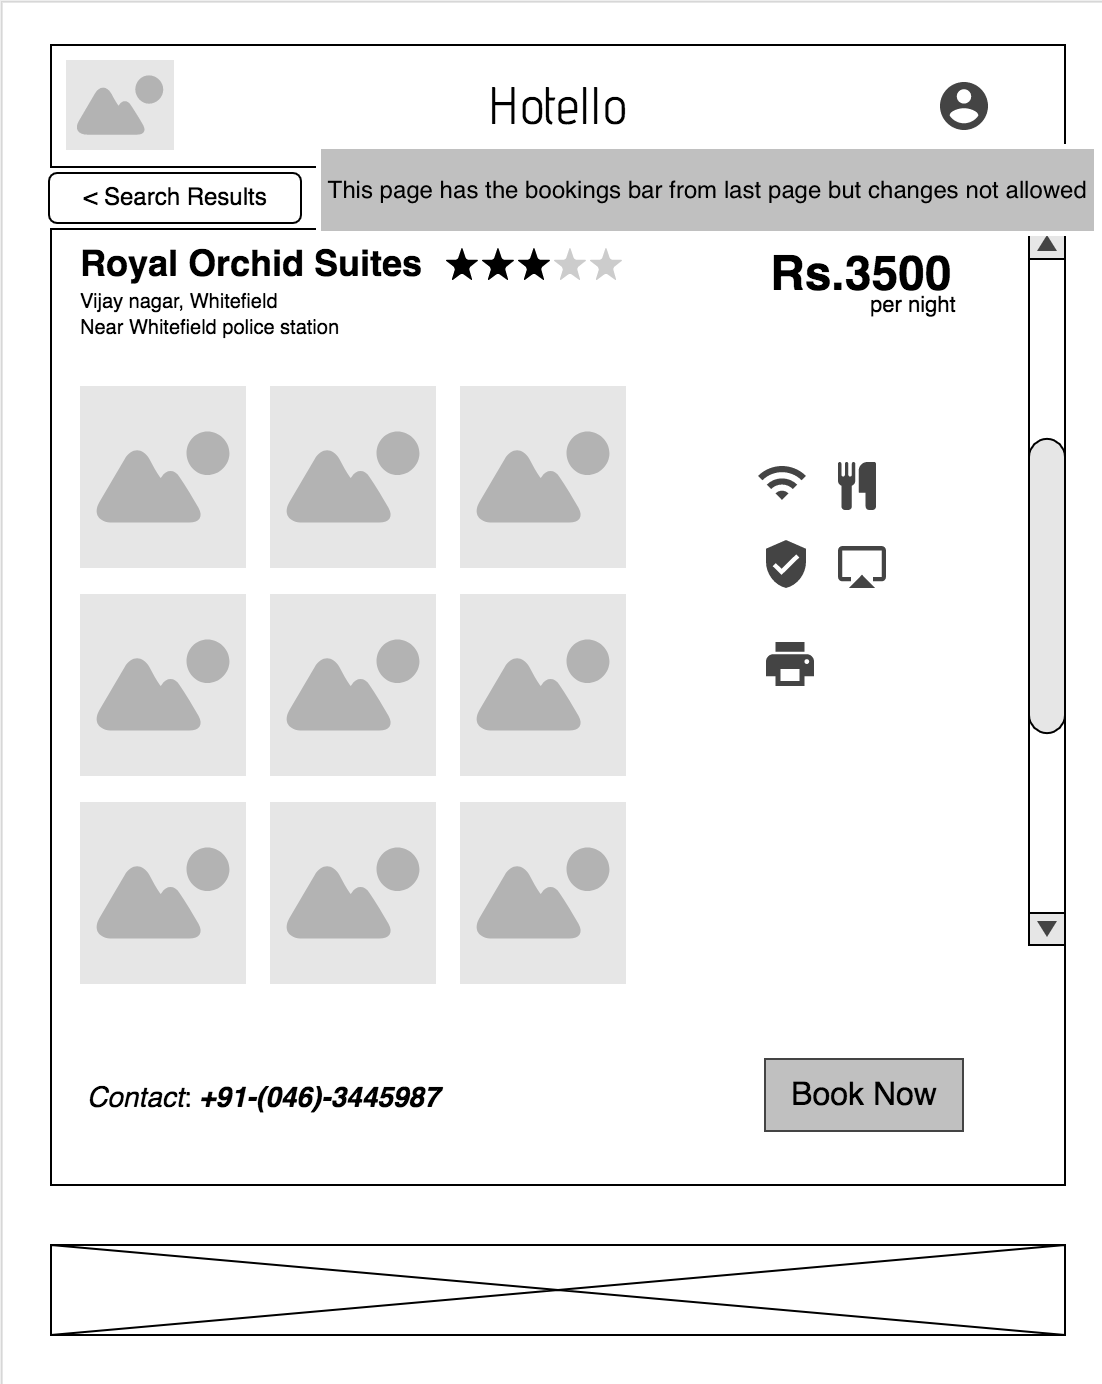 Hotello
< Search Results
This page has the bookings bar from last page but changes not allowed
Royal Orchid Suites
Rs.3500
per night
Vijay nagar, Whitefield
Near Whitefield police station
Contact: +91-(046)-3445987
Book Now